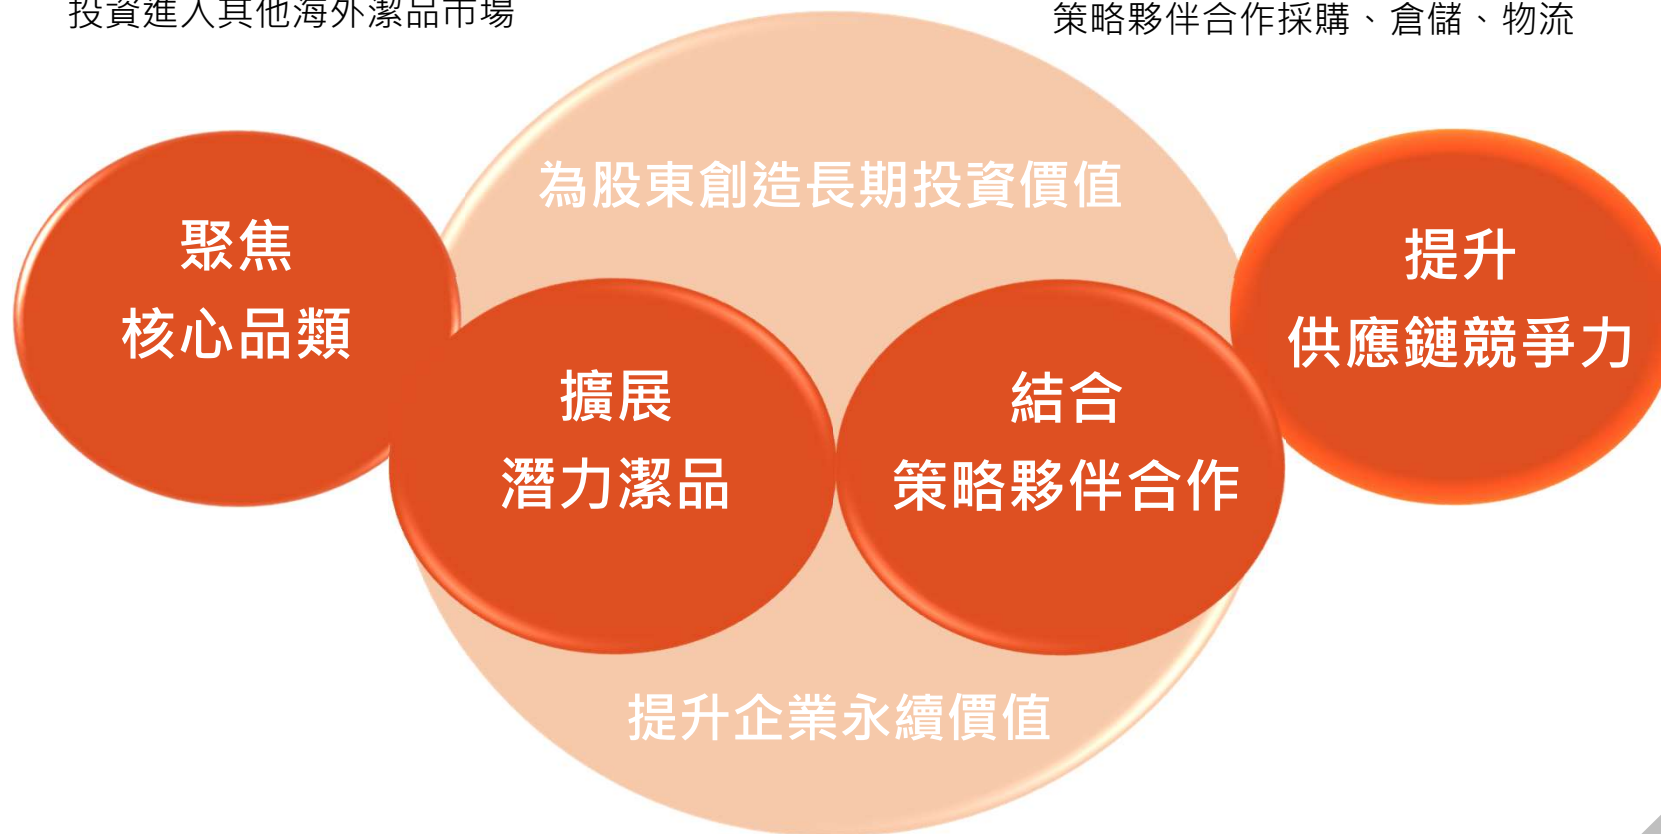 投資進入其他海外潔品市場
策略夥伴合作採購、倉儲、物流
為股東創造長期投資價值
聚焦
核心品類
擴展
潛力潔品
結合
策略夥伴合作
提升
供應鏈競爭力
提升企業永續價值